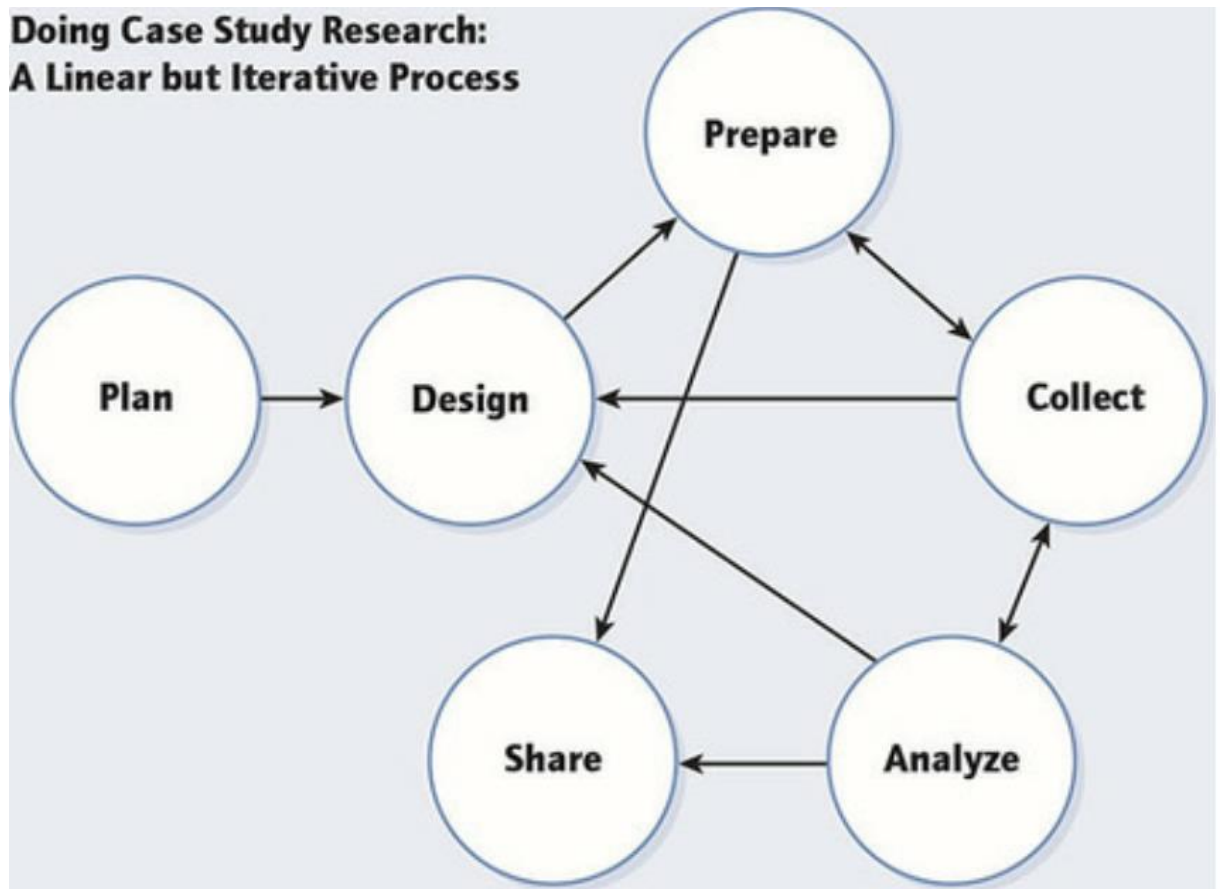 Doing Case Study Research:
A Linear but Iterative Process
Prepare
Plan
Design
Collect
Share
Analyze